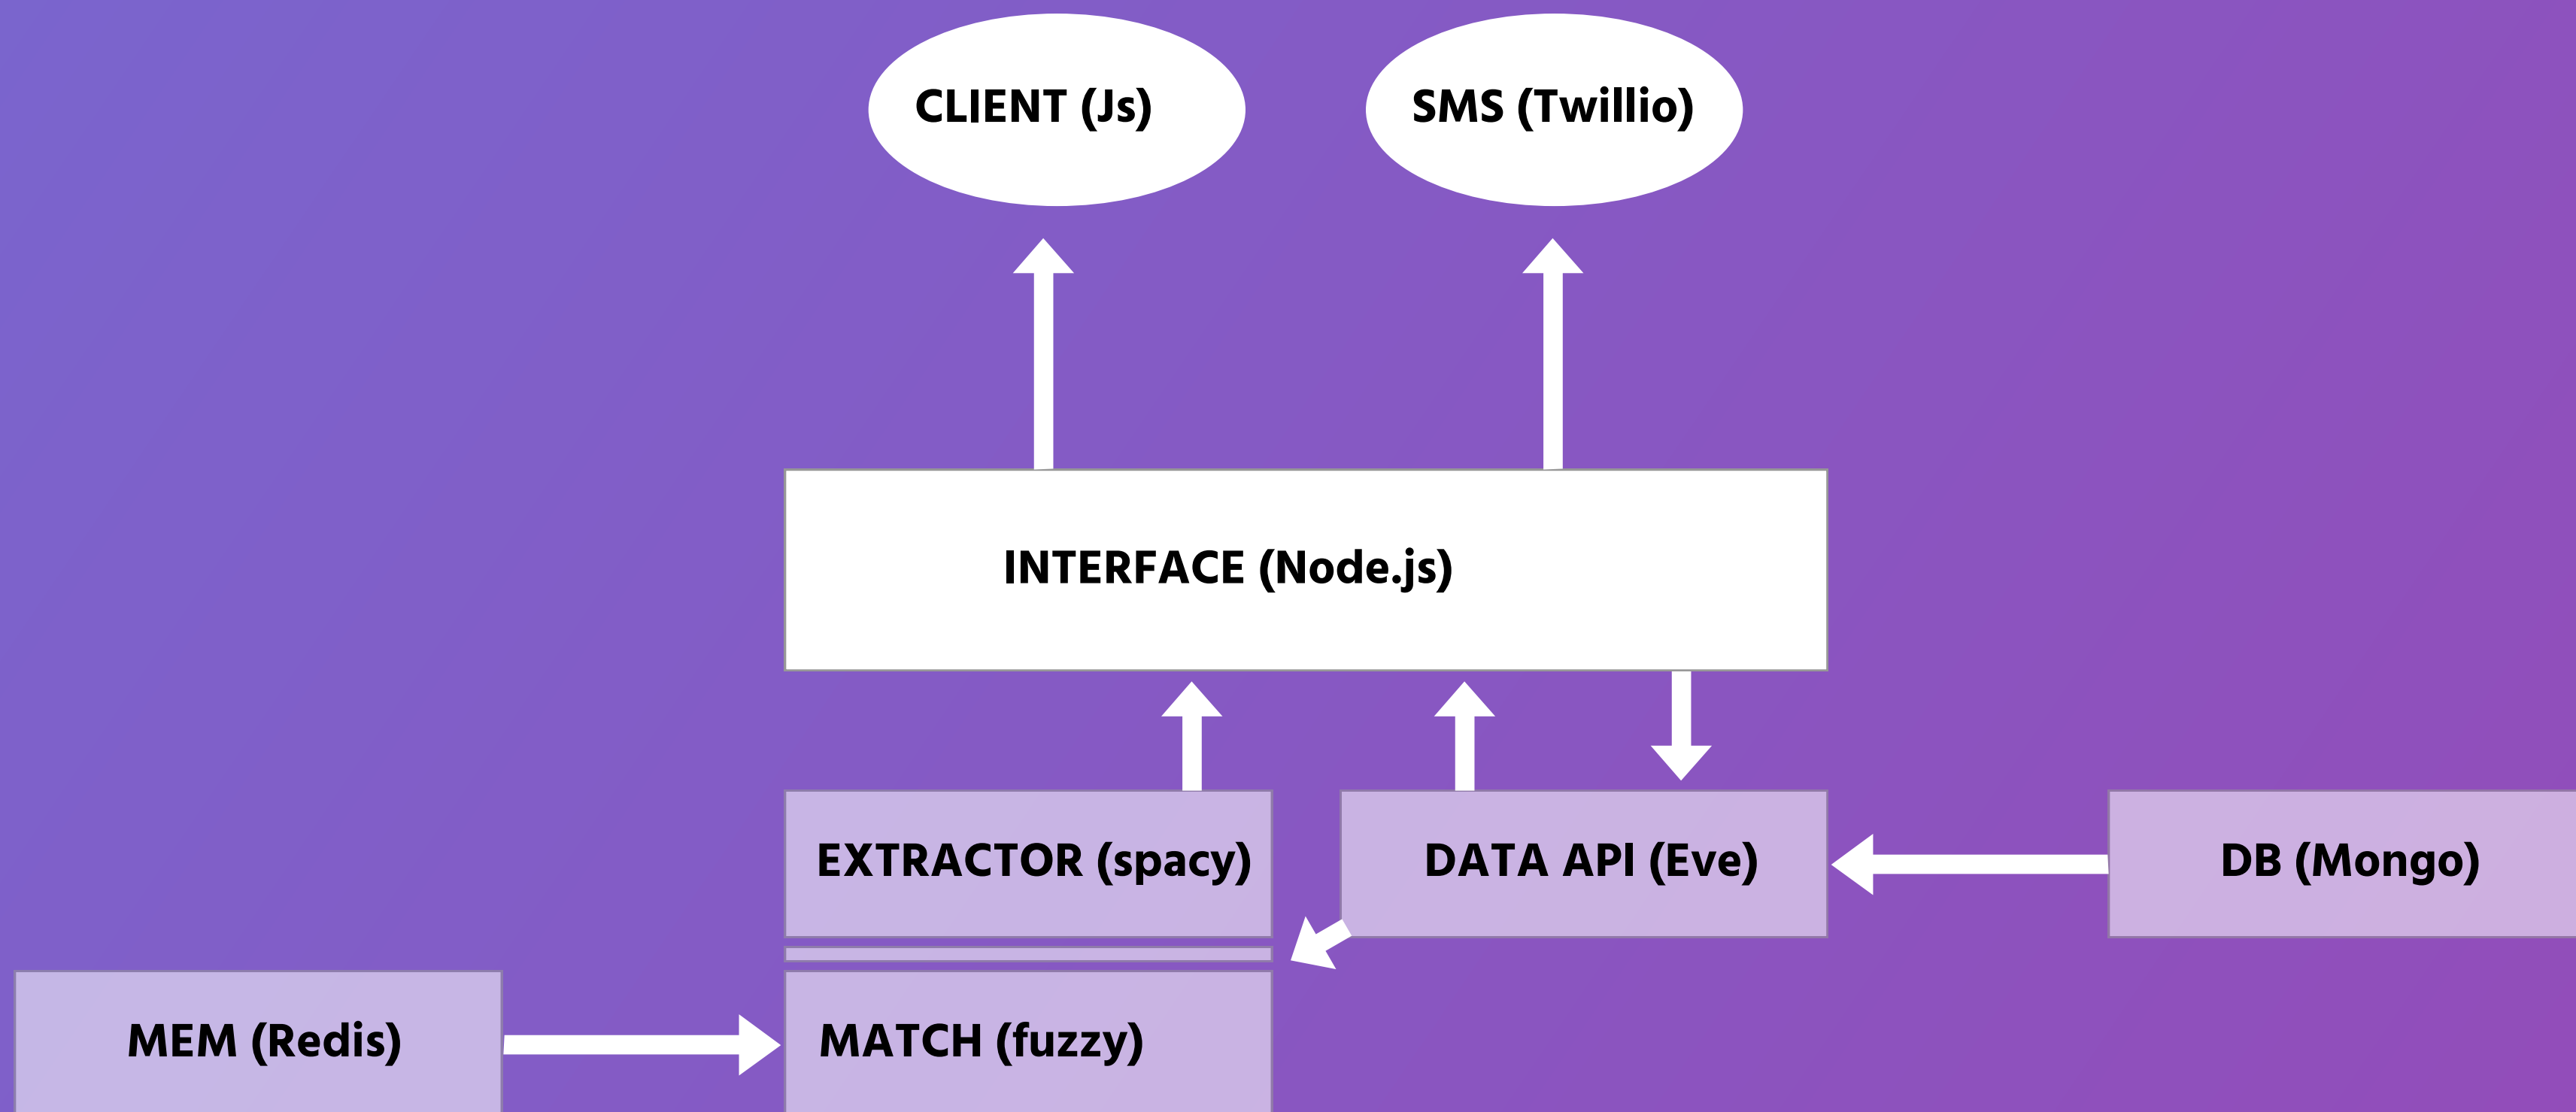 CLIENT (Js)
SMS (Twillio)
INTERFACE (Node.js)
EXTRACTOR (spacy)
DATA API (Eve)
DB (Mongo)
MEM (Redis)
MATCH (fuzzy)